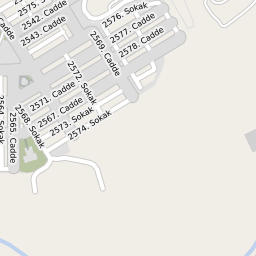 2575.
2576. Sokak
2542. Cadde
2577. Cadde
2543. Cadde
2569. Cadde
2578. Cadde
2572. Sokak
2571. Cadde
2567. Cadde
2573. Sokak
2574. Sokak
2568. Sokak
2565. Cadde
Sokak